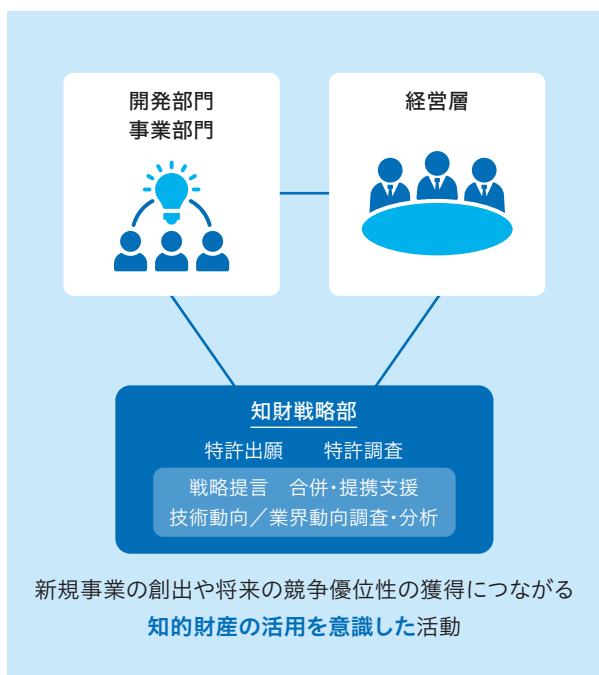 開発部門
事業部門
経営層
知財戦略部
特許出願 特許調査
戦略提言 合併・提携支援
技術動向／業界動向調査・分析
新規事業の創出や将来の競争優位性の獲得につながる
知的財産の活用を意識した活動